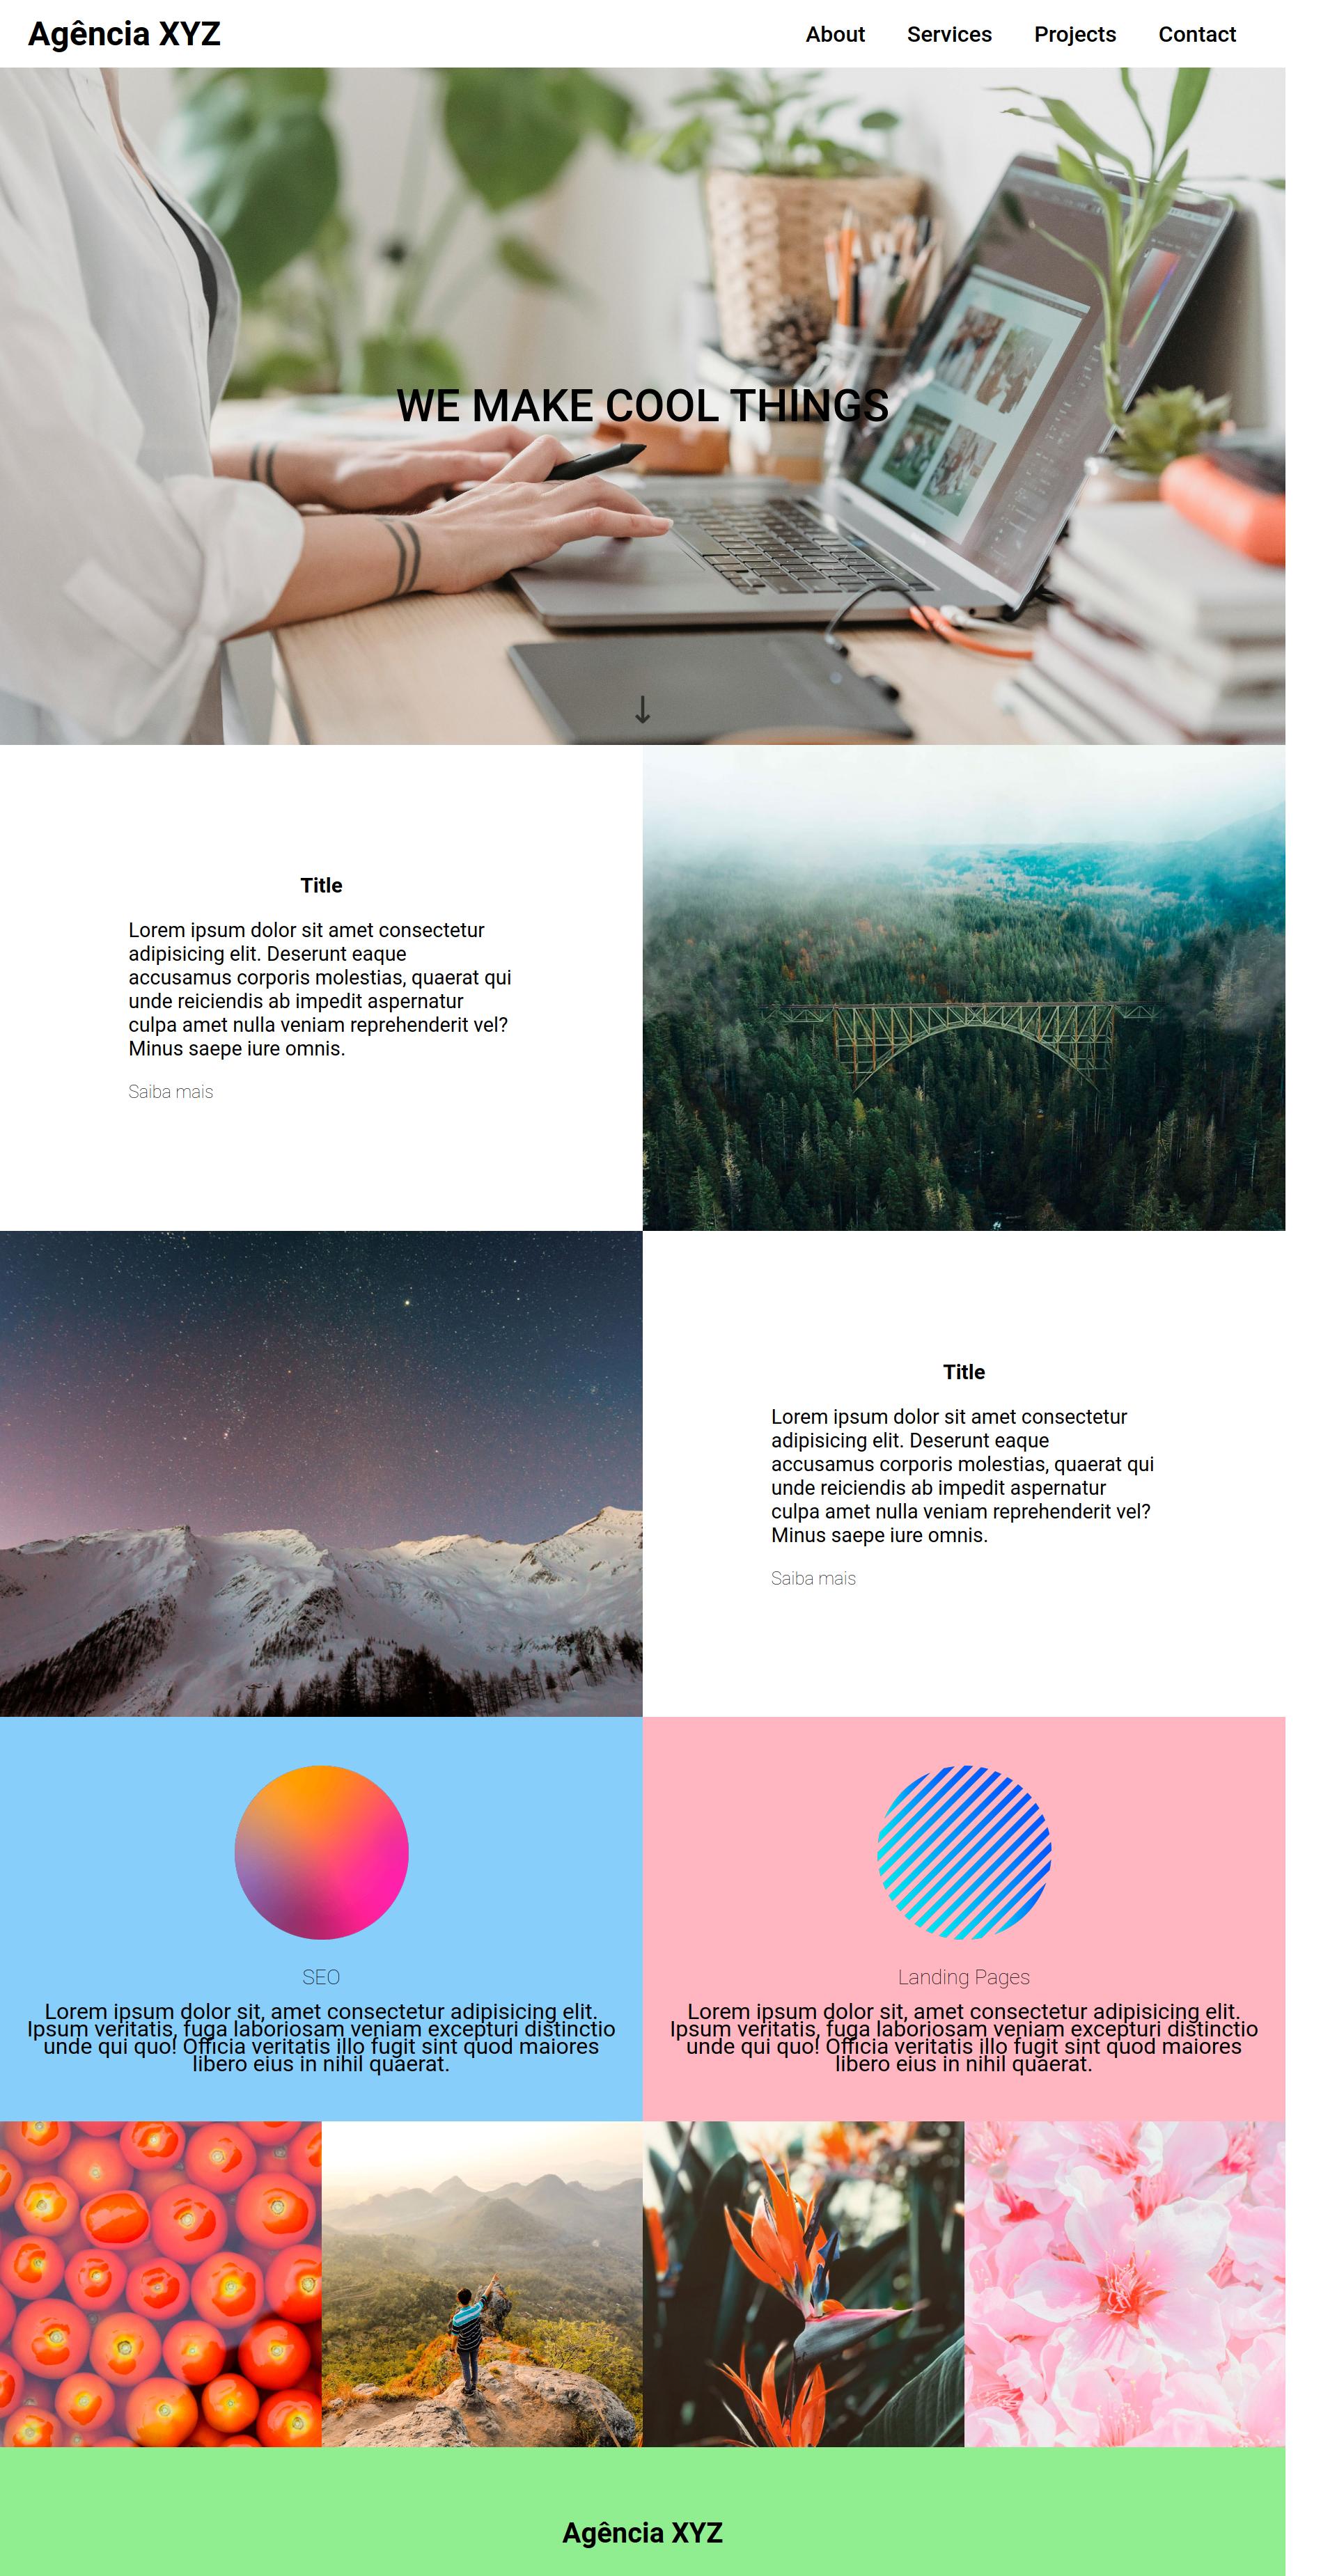 Agência XYZ
About Services Projects Contact
WE MAKE COOL THINGS
Title
Lorem ipsum dolor sit amet consectetur
adipisicing elit. Deserunt eaque
accusamus corporis molestias, quaerat qui
unde reiciendis ab impedit aspernatur
culpa amet nulla veniam reprehenderit vel?
Minus saepe iure omnis.
Saiba mais
Title
Lorem ipsum dolor sit amet consectetur
adipisicing elit. Deserunt eaque
accusamus corporis molestias, quaerat qui
unde reiciendis ab impedit aspernatur
culpa amet nulla veniam reprehenderit vel?
Minus saepe iure omnis.
Saiba mais
SEO
Lorem ipsum dolor sit, amet consectetur adipisicing elit.
Ipsum veritatis, fuga laboriosam veniam excepturi distinctio
unde qui quo! Officia veritatis illo fugit sint quod maiores
libero eius in nihil quaerat.
Landing Pages
Lorem ipsum dolor sit, amet consectetur adipisicing elit.
Ipsum veritatis, fuga laboriosam veniam excepturi distinctio
unde qui quo! Officia veritatis illo fugit sint quod maiores
libero eius in nihil quaerat.
Agência XYZ